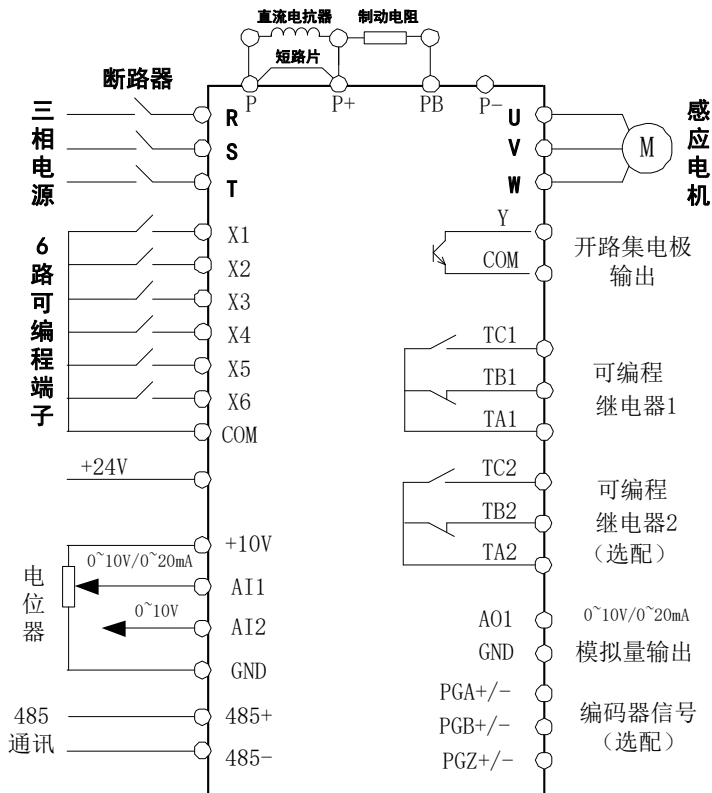 直流电抗器
制动电阻
短路片
断路器
P
P+
PB
P-
三相电源
R
S
T
U
V
W
M
感应电机
6路可编程端子
X1
X2
X3
X4
X5
X6
COM
Y
COM
开路集电极
输出
TC1
TB1
TA1
可编程
继电器1
+24V
TC2
TB2
TA2
可编程
继电器2
（选配）
电位器
+10V
0~10V/0~20mA
AI1
0~10V
AI2
GND
AO1
0~10V/0~20mA
GND
模拟量输出
485
通讯
485+
485-
PGA+/-
PGB+/-
PGZ+/-
编码器信号
（选配）